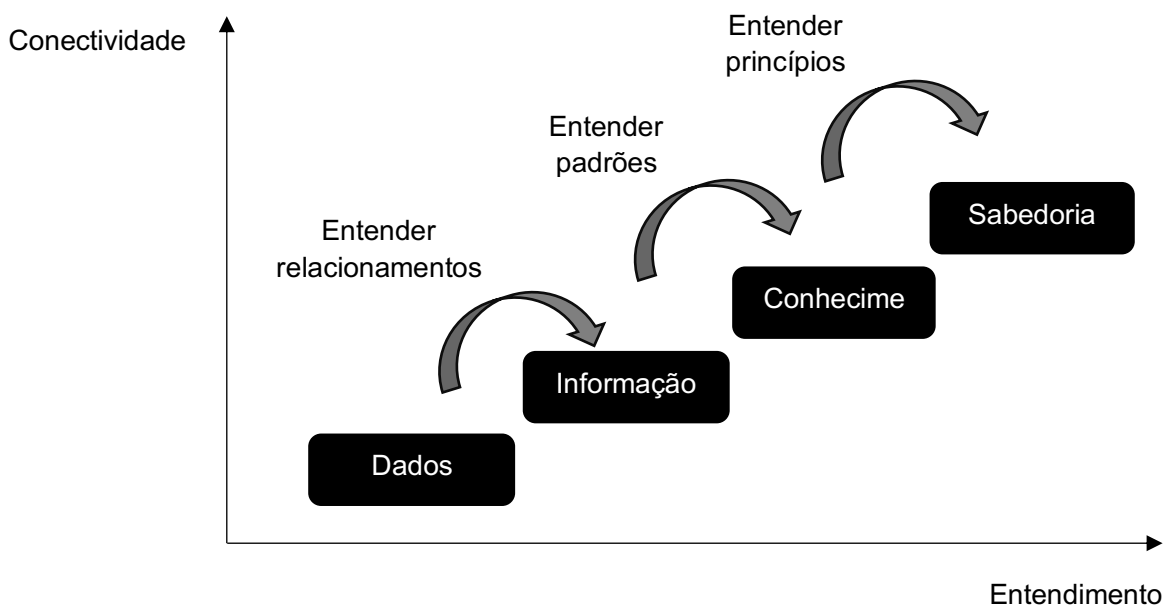 Conectividade
Entender
princípios
Entender
padrões
Sabedoria
Entender
relacionamentos
Conhecime
Informação
Dados
Entendimento